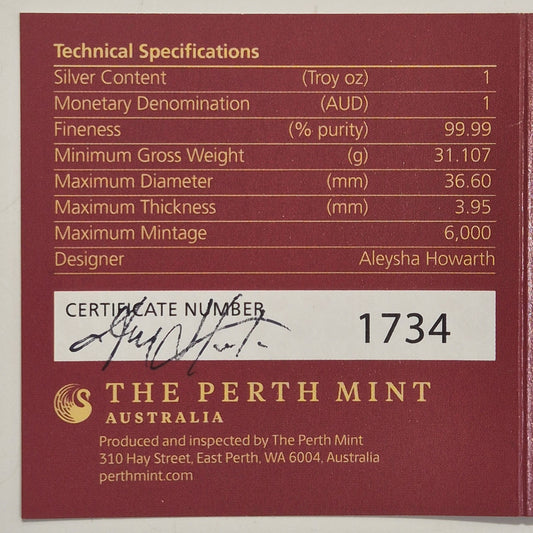 Technical Specifications
Silver Content (Troy oz) 1
Monetary Denomination (AUD) 1
Fineness (% purity) 99.99
Minimum Gross Weight (g) 31.107
Maximum Diameter (mm) 36.60
Maximum Thickness (mm) 3.95
Maximum Mintage 6,000
Designer Aleysha Howarth
CERTIFICATE NUMBER 1734
THE PERTH MINT
AUSTRALIA
Produced and inspected by The Perth Mint
310 Hay Street, East Perth, WA 6004, Australia
perthmint.com